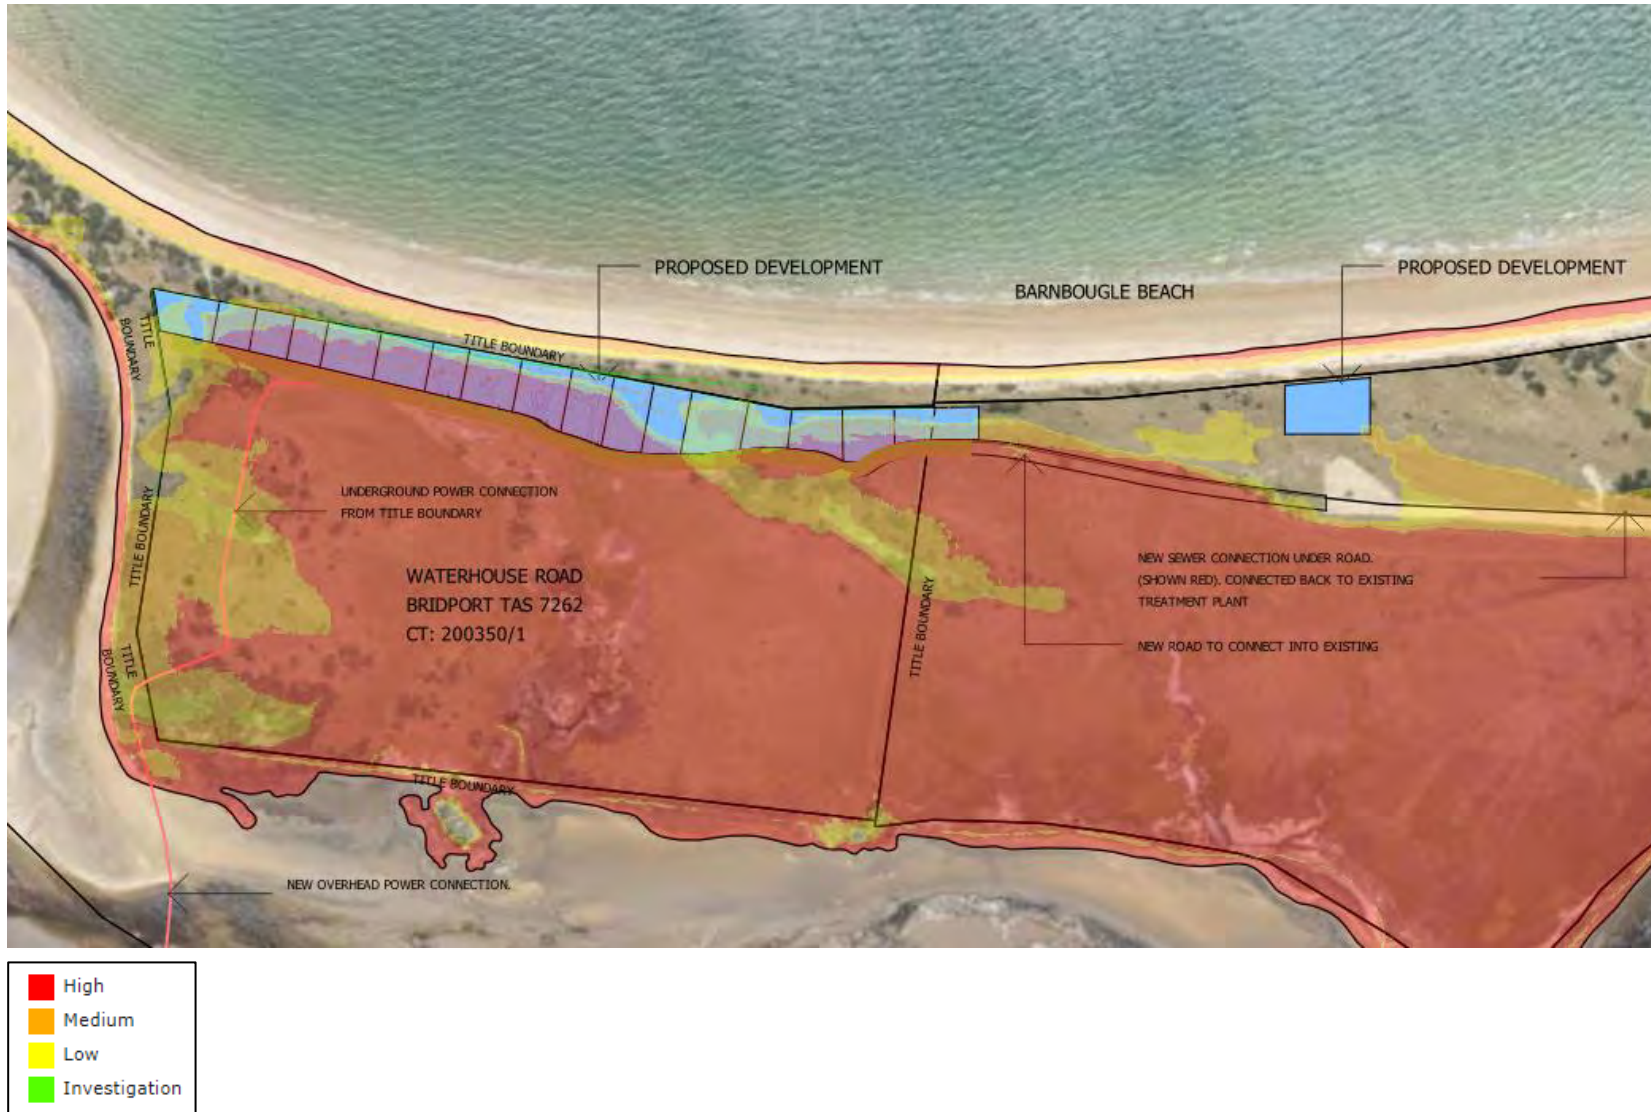 PROPOSED DEVELOPMENT
PROPOSED DEVELOPMENT
BARNBOUGLE BEACH
TITLE
BOUNDARY
TITLE BOUNDARY
UNDERGROUND POWER CONNECTION
FROM TITLE BOUNDARY
TITLE BOUNDARY
WATERHOUSE ROAD
BRIDPORT TAS 7262
CT: 200350/1
NEW SEWER CONNECTION UNDER ROAD.
(SHOWN RED). CONNECTED BACK TO EXISTING
TREATMENT PLANT
TITLE BOUNDARY
NEW ROAD TO CONNECT INTO EXISTING
TITLE
BOUNDARY
TITLE BOUNDARY
NEW OVERHEAD POWER CONNECTION.
High
Medium
Low
Investigation